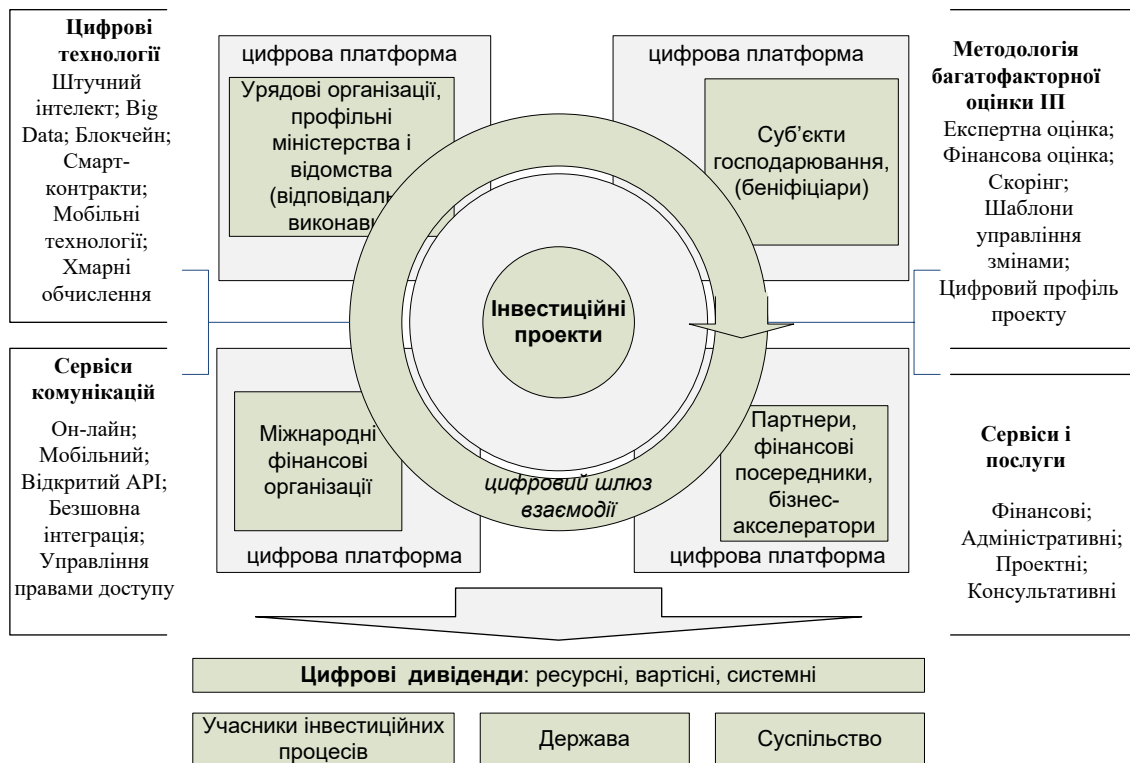 Цифрові
технології
Штучний
інтелект; Big
Data; Блокчейн;
Смарт-
контракти;
Мобільні
технології;
Хмарні
обчислення
Сервіси
комунікацій
Он-лайн;
Мобільний;
Відкритий API;
Безшовна
інтеграція;
Управління
правами доступу
цифрова платформа
Урядові організації,
профільні
міністерства і
відомства
(відповідаль
виконав
цифрова платформа
Суб’єкти
господарювання,
(беніфіціари)
Інвестиційні
проекти
Міжнародні
фінансові
організації
цифрова платформа
цифровий шлюз
взаємодії
Партнери,
фінансові
посередники,
бізнес-
акселератори
цифрова платформа
Методологія
багатофакторної
оцінки ІП
Експертна оцінка;
Фінансова оцінка;
Скорінг;
Шаблони
управління
змінами;
Цифровий профіль
проекту
Сервіси і
послуги
Фінансові;
Адміністративні;
Проектні;
Консультативні
Цифрові дивіденди: ресурсні, вартісні, системні
Учасники інвестиційних
процесів
Держава
Суспільство